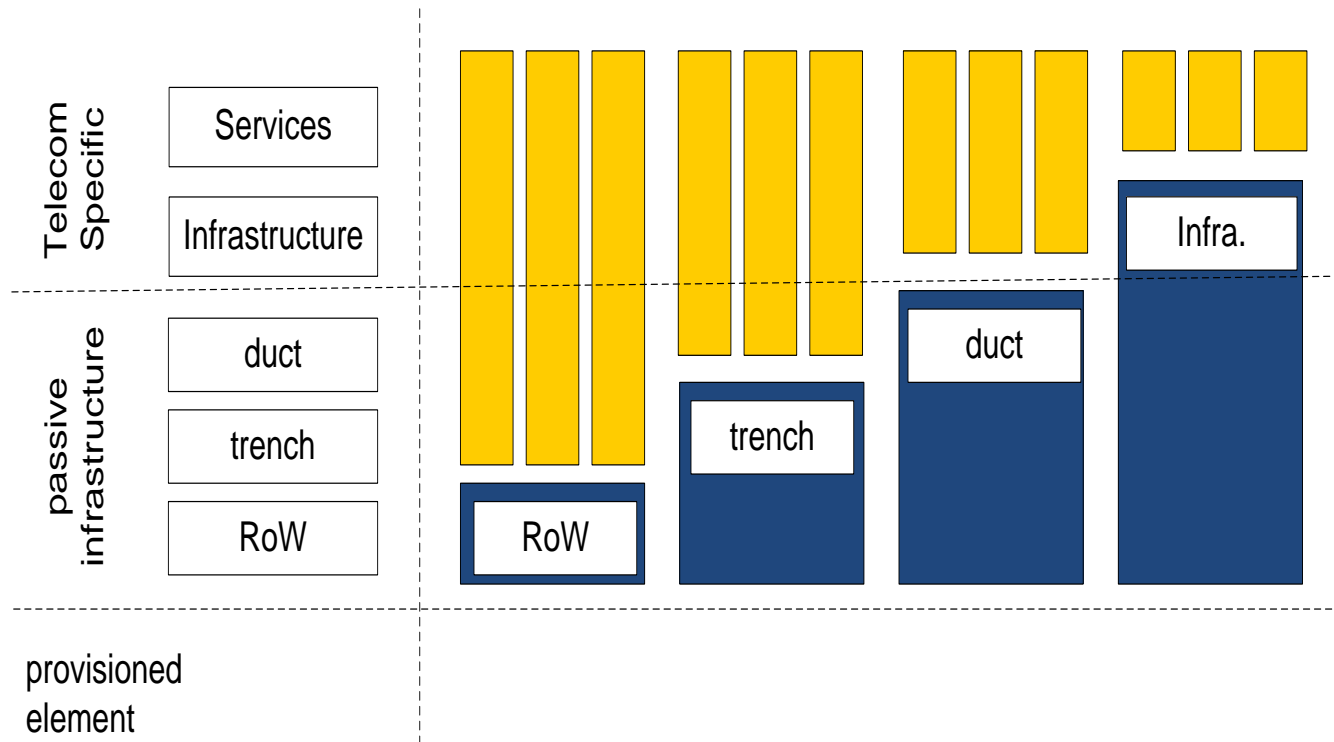 Telecom
Specific
Services
Infrastructure
passive
infrastructure
duct
trench
RoW
RoW
trench
duct
Infra.
provisioned
element